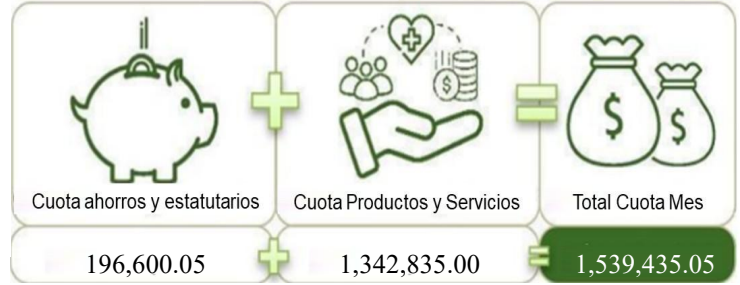 Cuota ahorros y estatutarios
Cuota Productos y Servicios
Total Cuota Mes
196,600.05
1,342,835.00
1,539,435.05